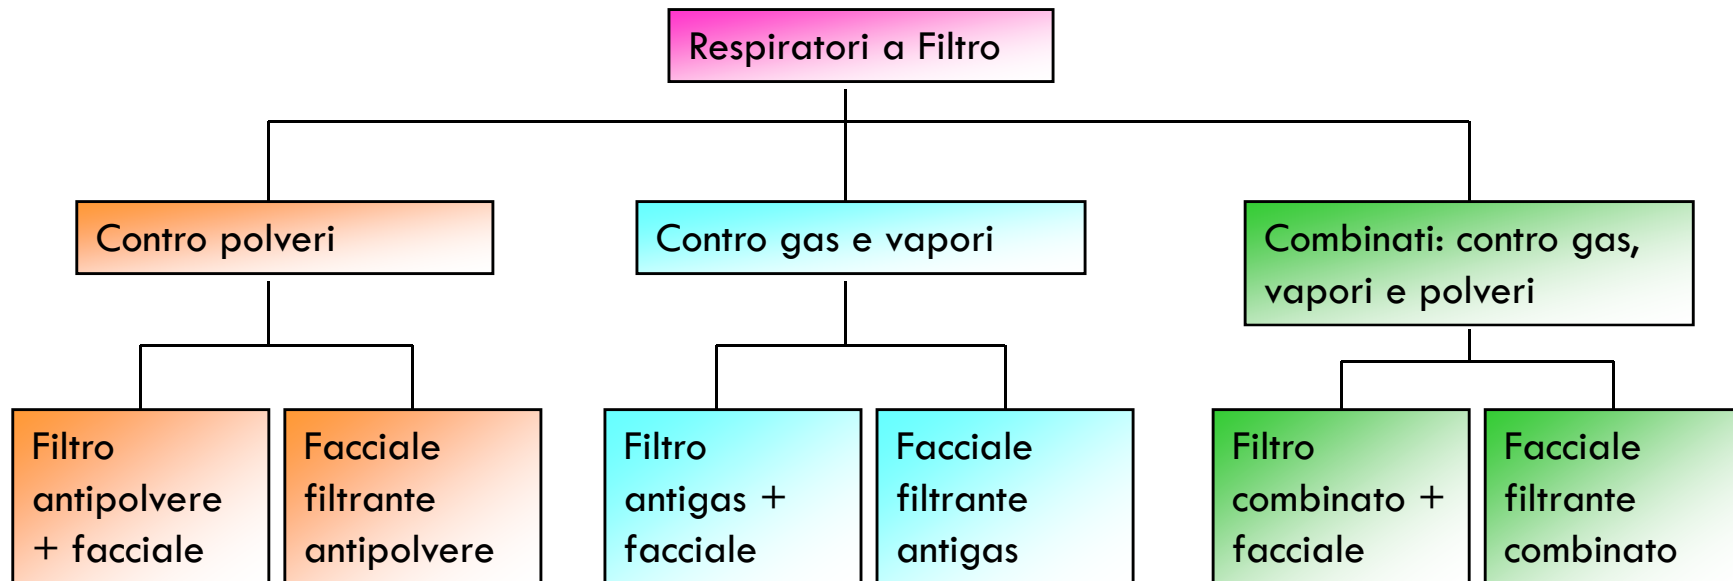 Respiratori a Filtro
Contro polveri
Contro gas e vapori
Combinati: contro gas,
vapori e polveri
Filtro
antipolvere
+ facciale
Facciale
filtrante
antipolvere
Filtro
antigas +
facciale
Facciale
filtrante
antigas
Filtro
combinato +
facciale
Facciale
filtrante
combinato